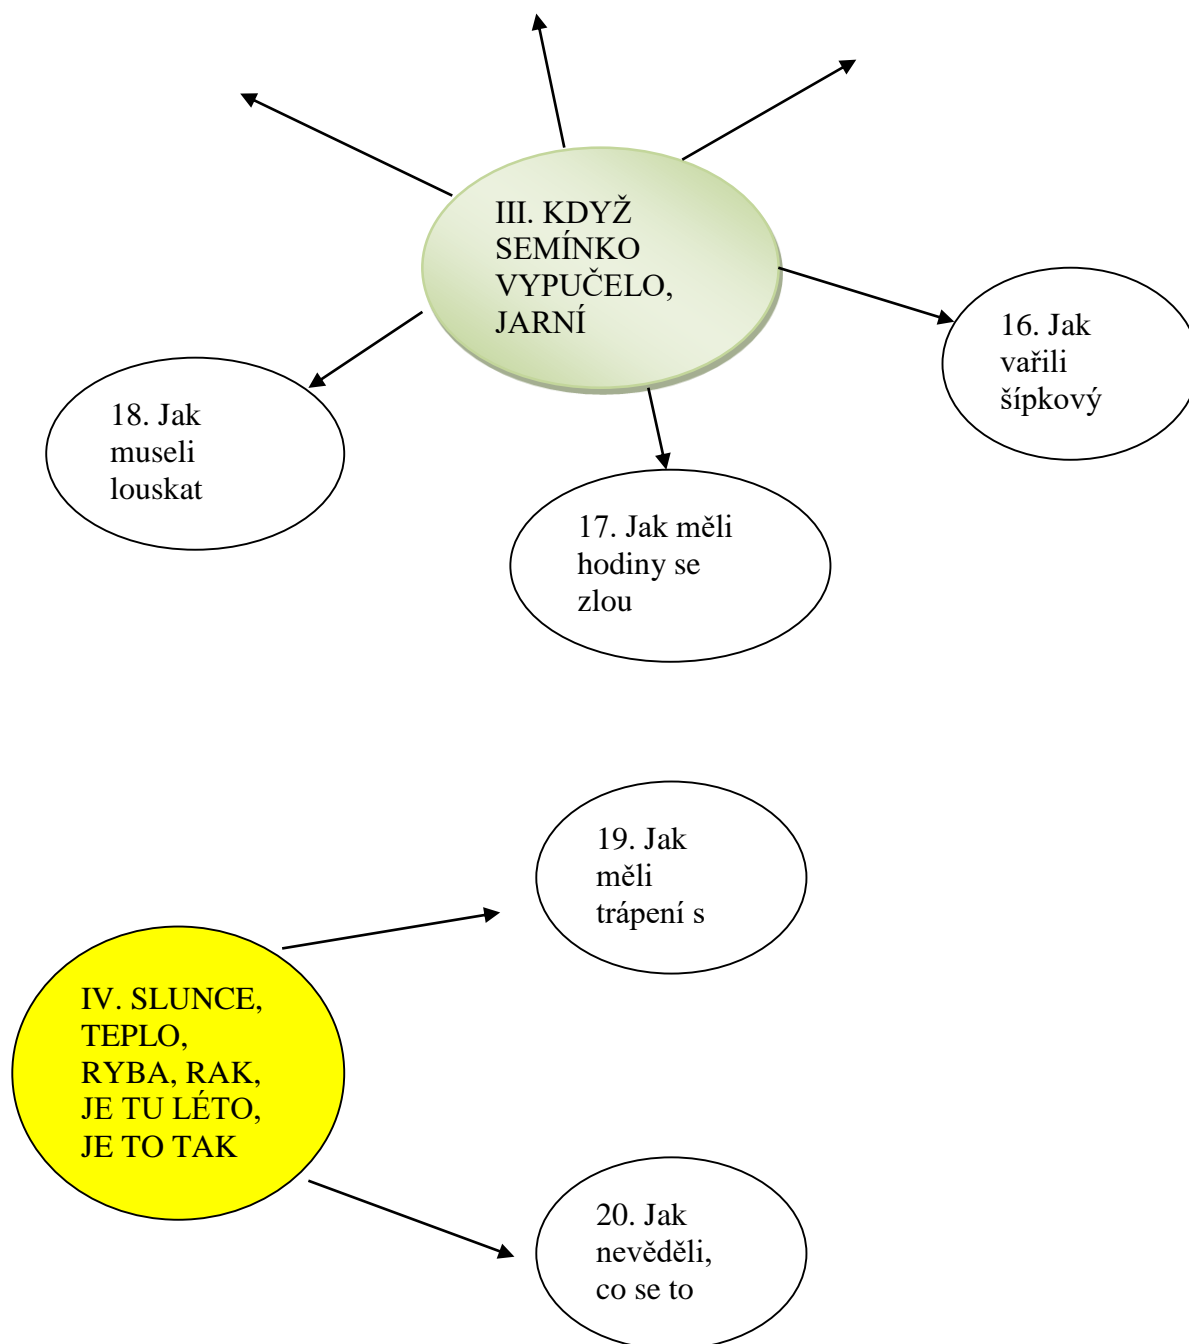 III. KDYŽ
SEMÍNKO
VYPUČELO,
JARNÍ
16. Jak
vařili
šípkový
18. Jak
museli
louskat
17. Jak měli
hodiny se
zlou
19. Jak
měli
trápení s
IV. SLUNCE,
TEPLO,
RYBA, RAK,
JE TU LÉTO,
JE TO TAK
20. Jak
nevěděli,
co se to